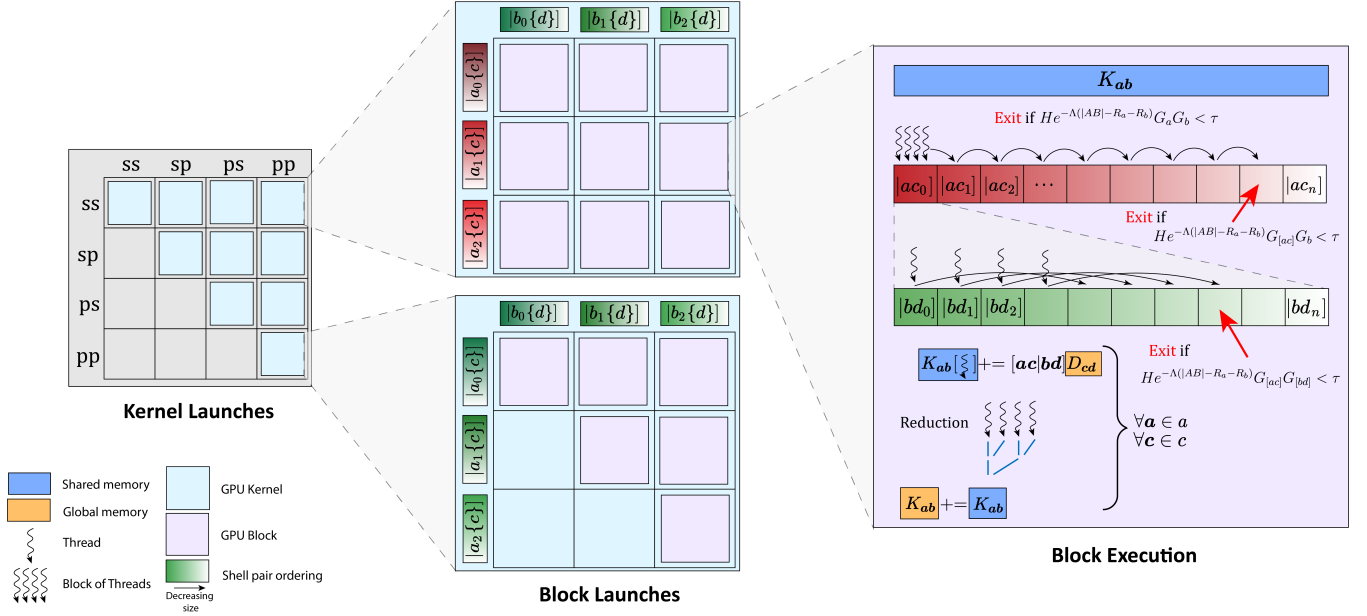 ss sp ps pp
ss
sp
ps
pp
Kernel Launches
Shared memory
Global memory
Thread
Block of Threads
GPU Kernel
GPU Block
Shell pair ordering
Decreasing
size
|b₀{d}] |b₁{d}] |b₂{d}]
|a₀{c}]
|a₁{c}]
|a₂{c}]
|b₀{d}] |b₁{d}] |b₂{d}]
|a₀{c}]
|a₁{c}]
|a₂{c}]
Block Launches
K_ab
Exit if He^{−Λ(|AB|−R_a−R_b)}G_aG_b < τ
|ac₀] |ac₁] |ac₂] ⋯ |ac_n]
Exit if
He^{−Λ(|AB|−R_a−R_b)}G_{[ac]}G_b < τ
|bd₀] |bd₁] |bd₂] |bd_n]
Exit if
He^{−Λ(|AB|−R_a−R_b)}G_{[ac]}G_{[bd]} < τ
K_ab[ ] += [ac|bd]D_cd
Reduction
∀a ∈ a
∀c ∈ c
K_ab += K_ab
Block Execution